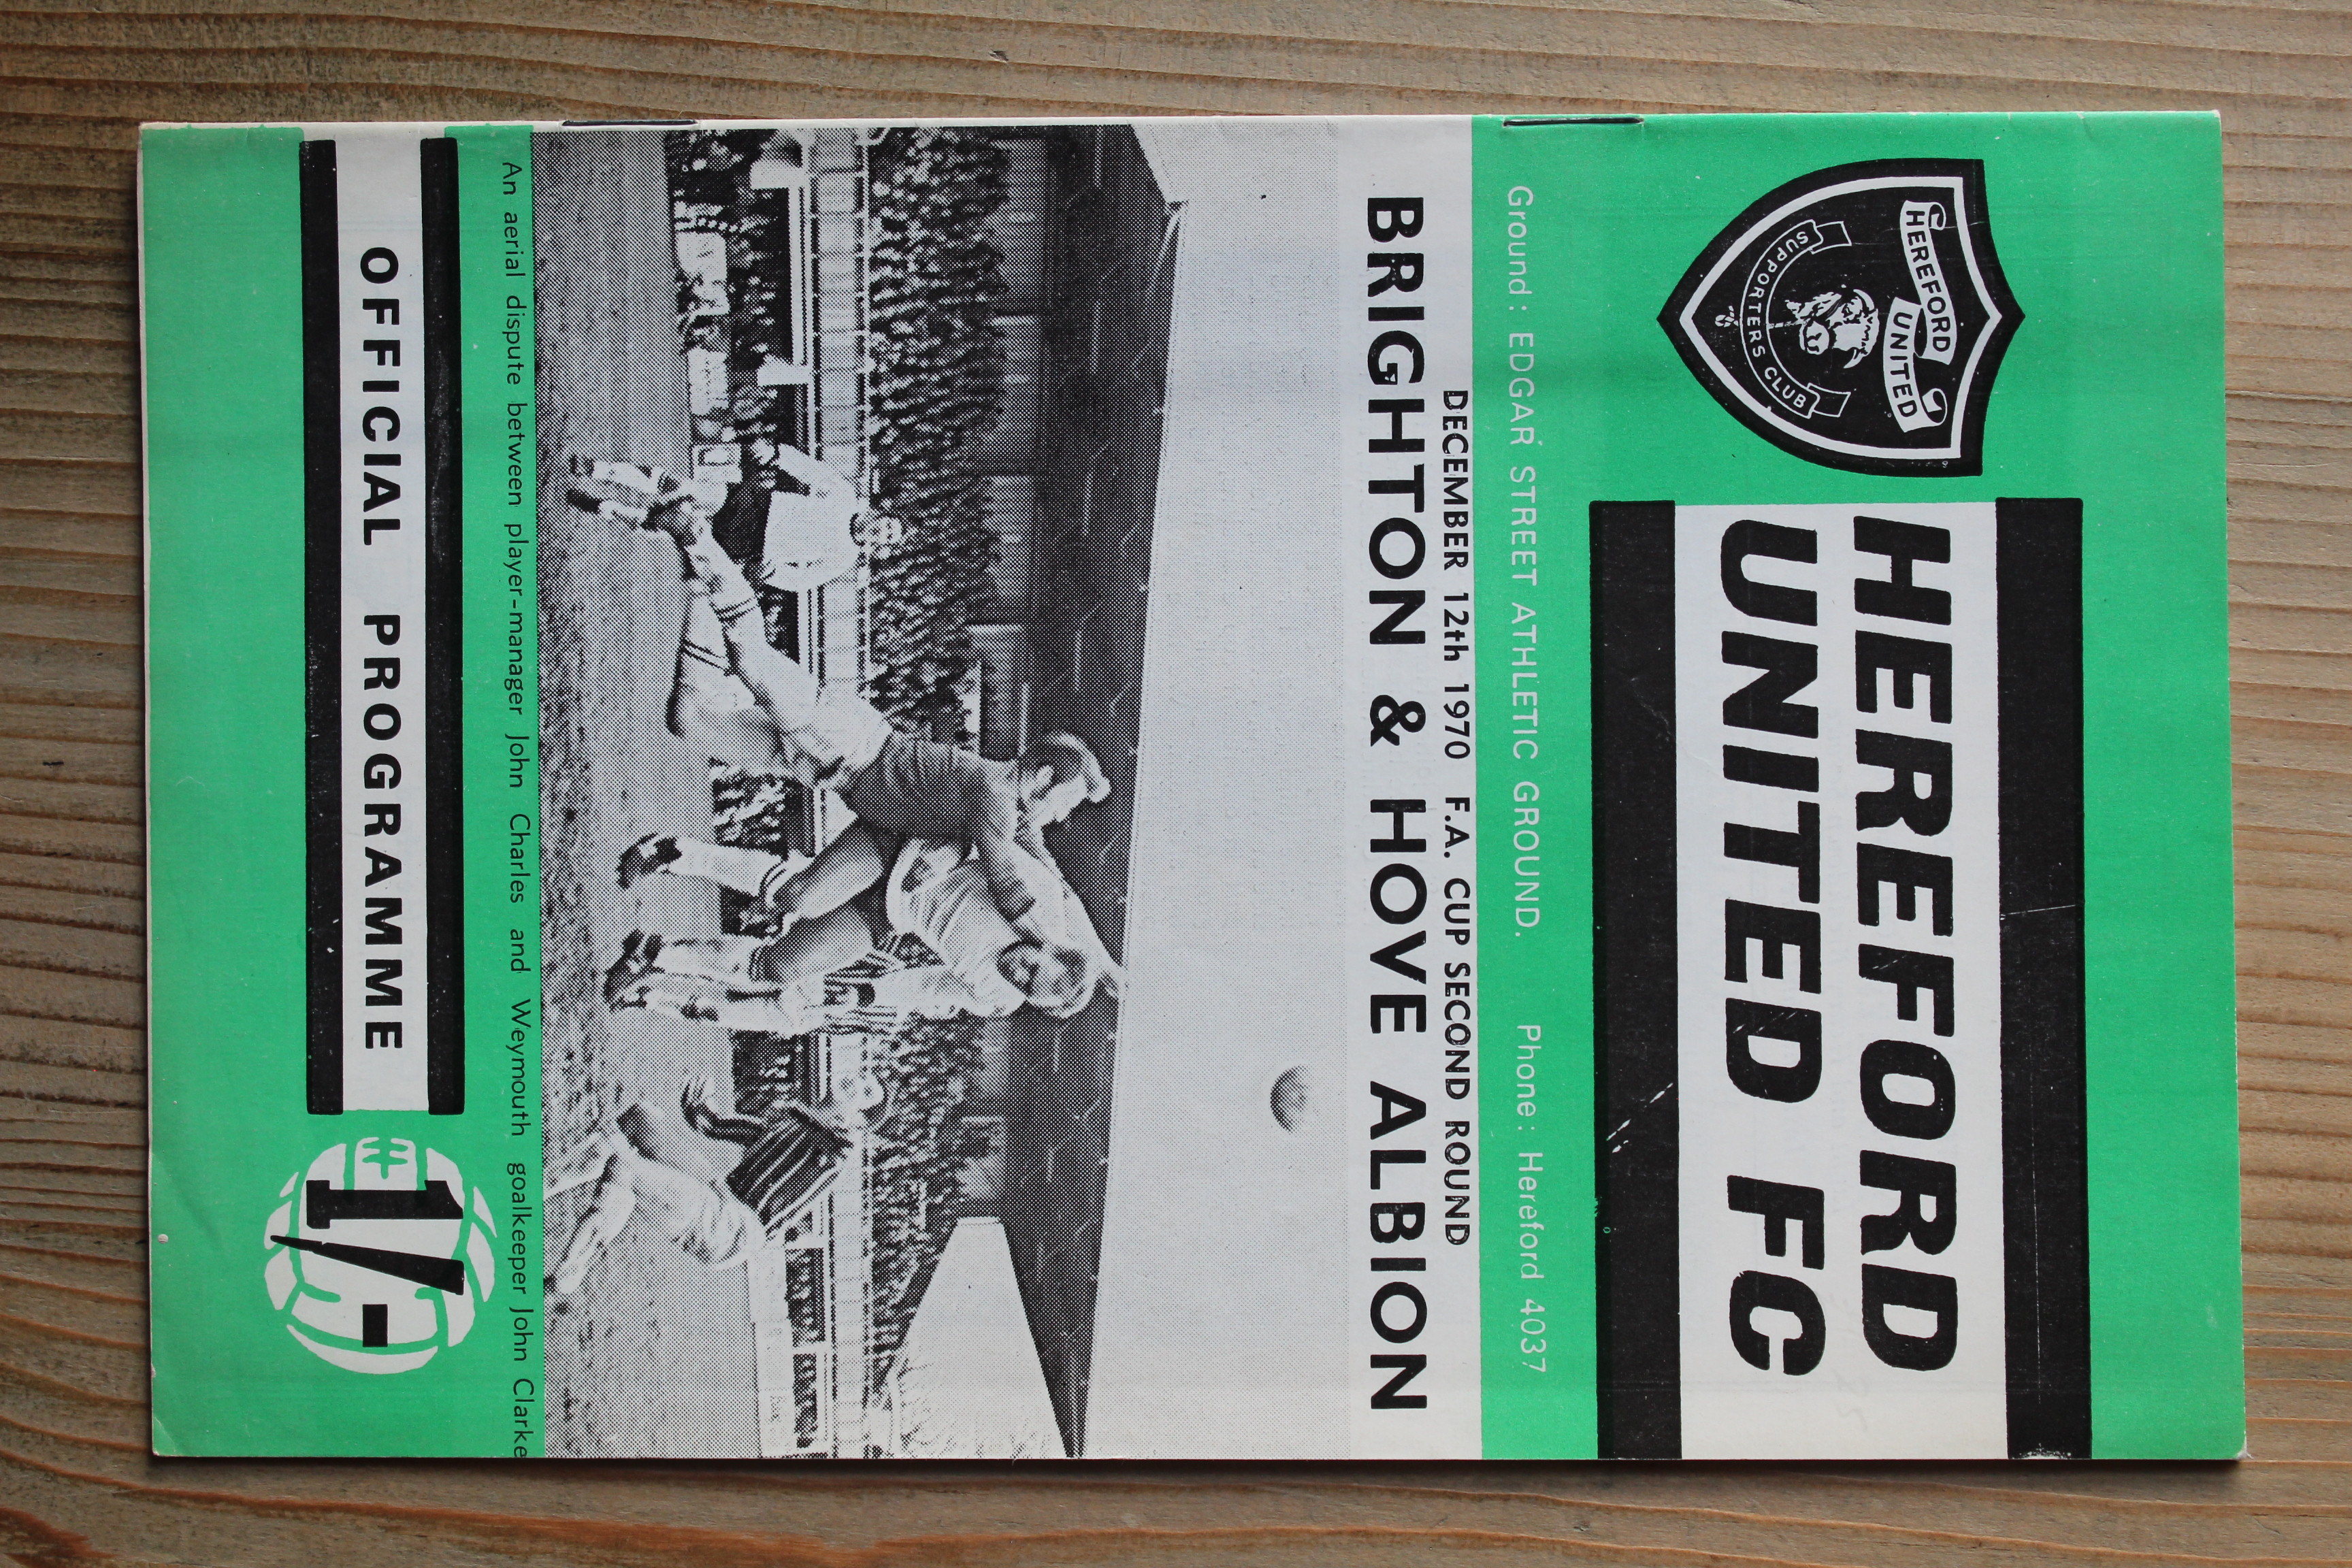 HEREFORD
UNITED
SUPPORTERS CLUB
HEREFORD
UNITED FC
Ground : EDGAR STREET ATHLETIC GROUND. Phone : Hereford 4037
DECEMBER 12th 1970 F.A. CUP SECOND ROUND
BRIGHTON & HOVE ALBION
An aerial dispute between player-manager John Charles and Weymouth goalkeeper John Clarke
OFFICIAL PROGRAMME
1/-